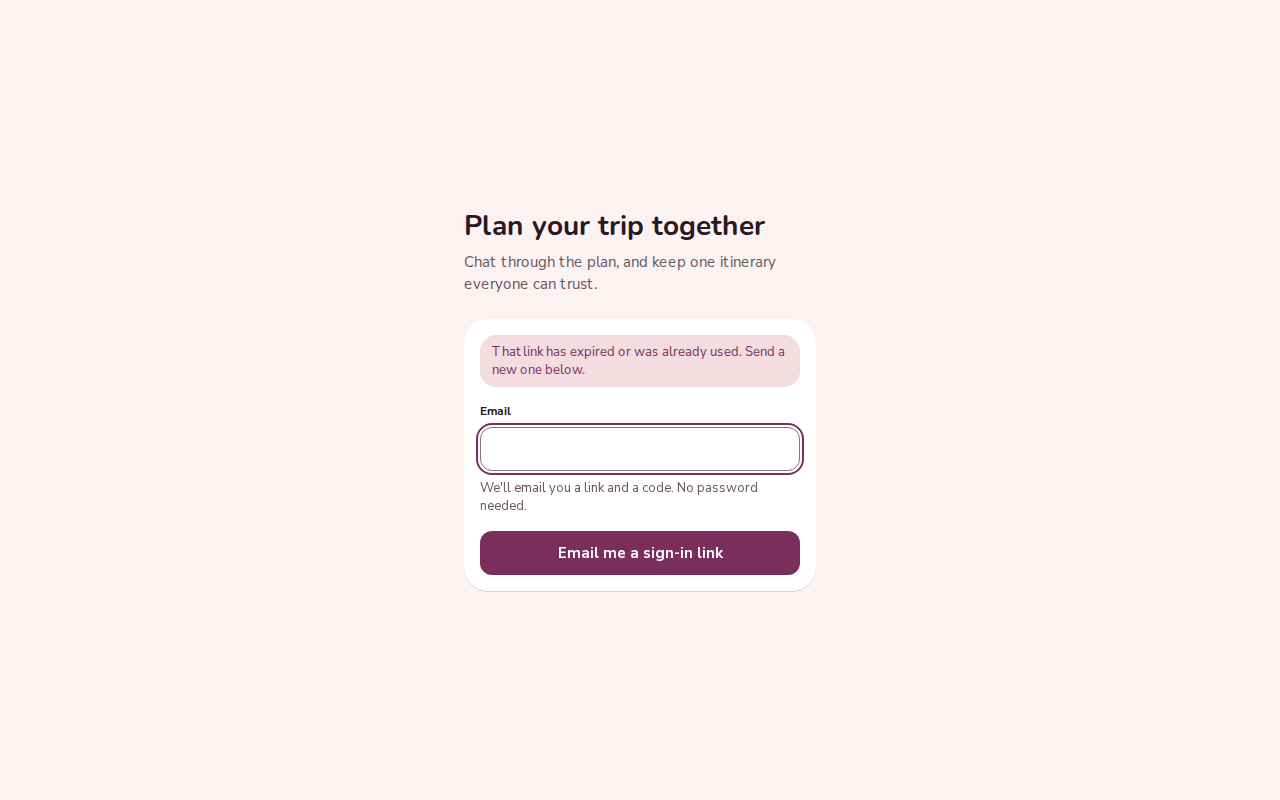 Plan your trip together
Chat through the plan, and keep one itinerary
everyone can trust.
That link has expired or was already used. Send a
new one below.
Email
We'll email you a link and a code. No password
needed.
Email me a sign-in link